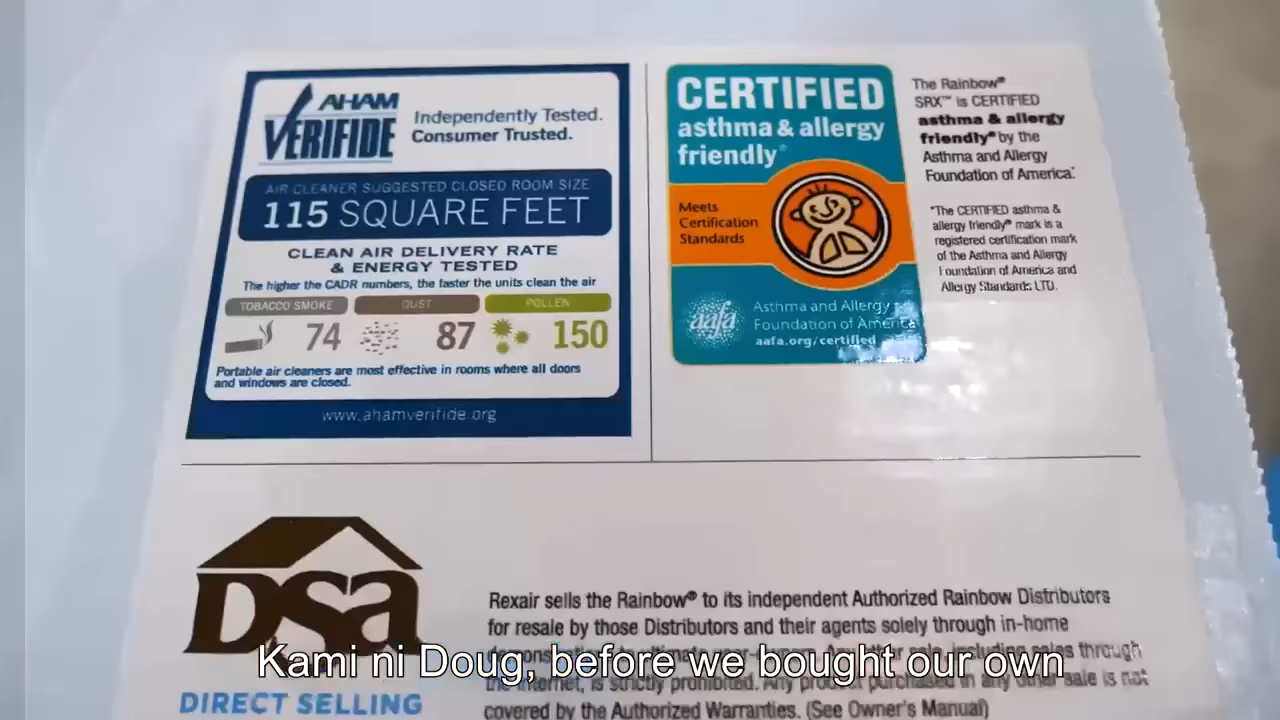 AHAM
VERIFIDE
Independently Tested.
Consumer Trusted.
AIR CLEANER SUGGESTED CLOSED ROOM SIZE
115 SQUARE FEET
CLEAN AIR DELIVERY RATE
& ENERGY TESTED
The higher the CADR numbers, the faster the units clean the air
TOBACCO SMOKE DUST POLLEN
74 87 150
Portable air cleaners are most effective in rooms where all doors
and windows are closed.
www.ahamverifide.org
CERTIFIED
asthma & allergy
friendly®
Meets
Certification
Standards
aafa
Asthma and Allergy
Foundation of America
aafa.org/certified
The Rainbow®
SRX™ is CERTIFIED
asthma & allergy
friendly® by the
Asthma and Allergy
Foundation of America.*
*The CERTIFIED asthma &
allergy friendly® mark is a
registered certification mark
of the Asthma and Allergy
Foundation of America and
Allergy Standards LTD.
DSa
DIRECT SELLING
Rexair sells the Rainbow® to its independent Authorized Rainbow Distributors
for resale by those Distributors and their agents solely through in-home
sale, including sales through
the internet, is strictly prohibited. Any product purchased in any other sale is not
covered by the Authorized Warranties. (See Owner's Manual)
Kami ni Doug, before we bought our own